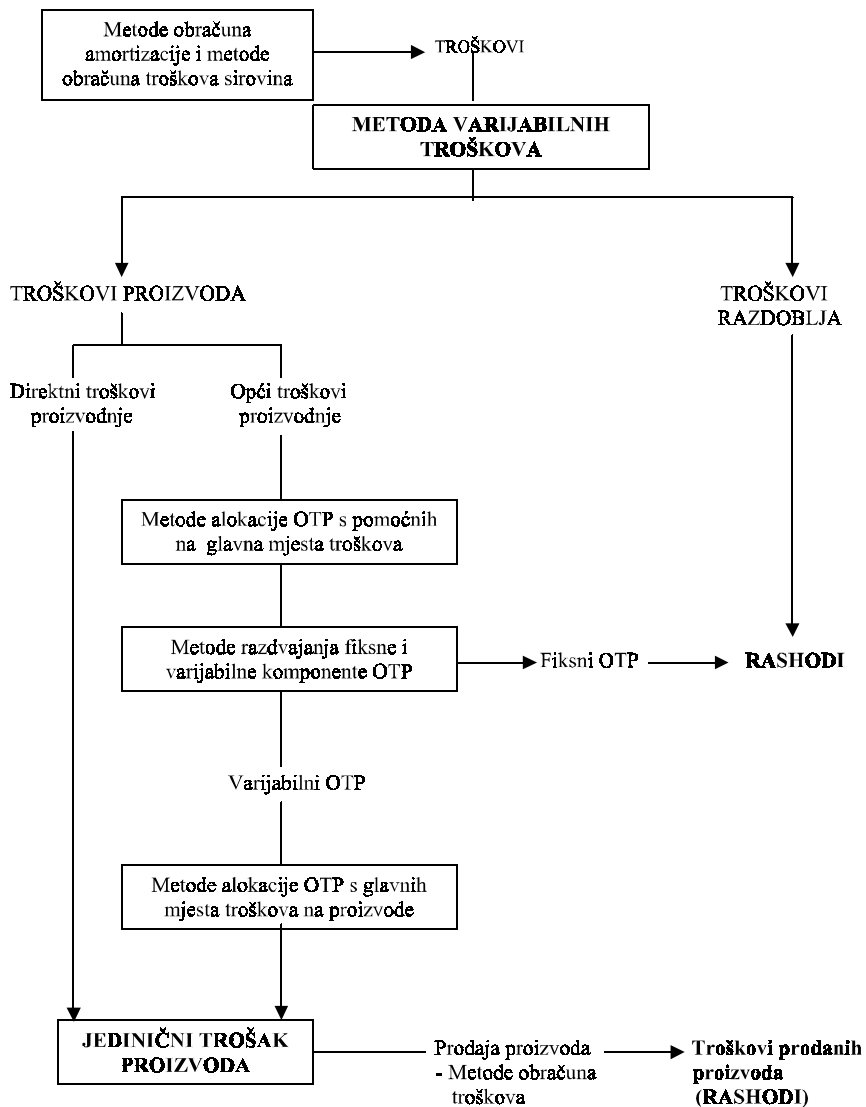 Metode obračuna
amortizacije i metode
obračuna troškova sirovina
TROŠKOVI
METODA VARIJABILNIH
TROŠKOVA
TROŠKOVI PROIZVODA
TROŠKOVI
RAZDOBLJA
Direktni troškovi
proizvodnje
Opći troškovi
proizvodnje
Metode alokacije OTP s pomoćnih
na glavna mjesta troškova
Metode razdvajanja fiksne i
varijabilne komponente OTP
Fiksni OTP
RASHODI
Varijabilni OTP
Metode alokacije OTP s glavnih
mjesta troškova na proizvode
JEDINIČNI TROŠAK
PROIZVODA
Prodaja proizvoda
- Metode obračuna
troškova
Troškovi prodanih
proizvoda
(RASHODI)